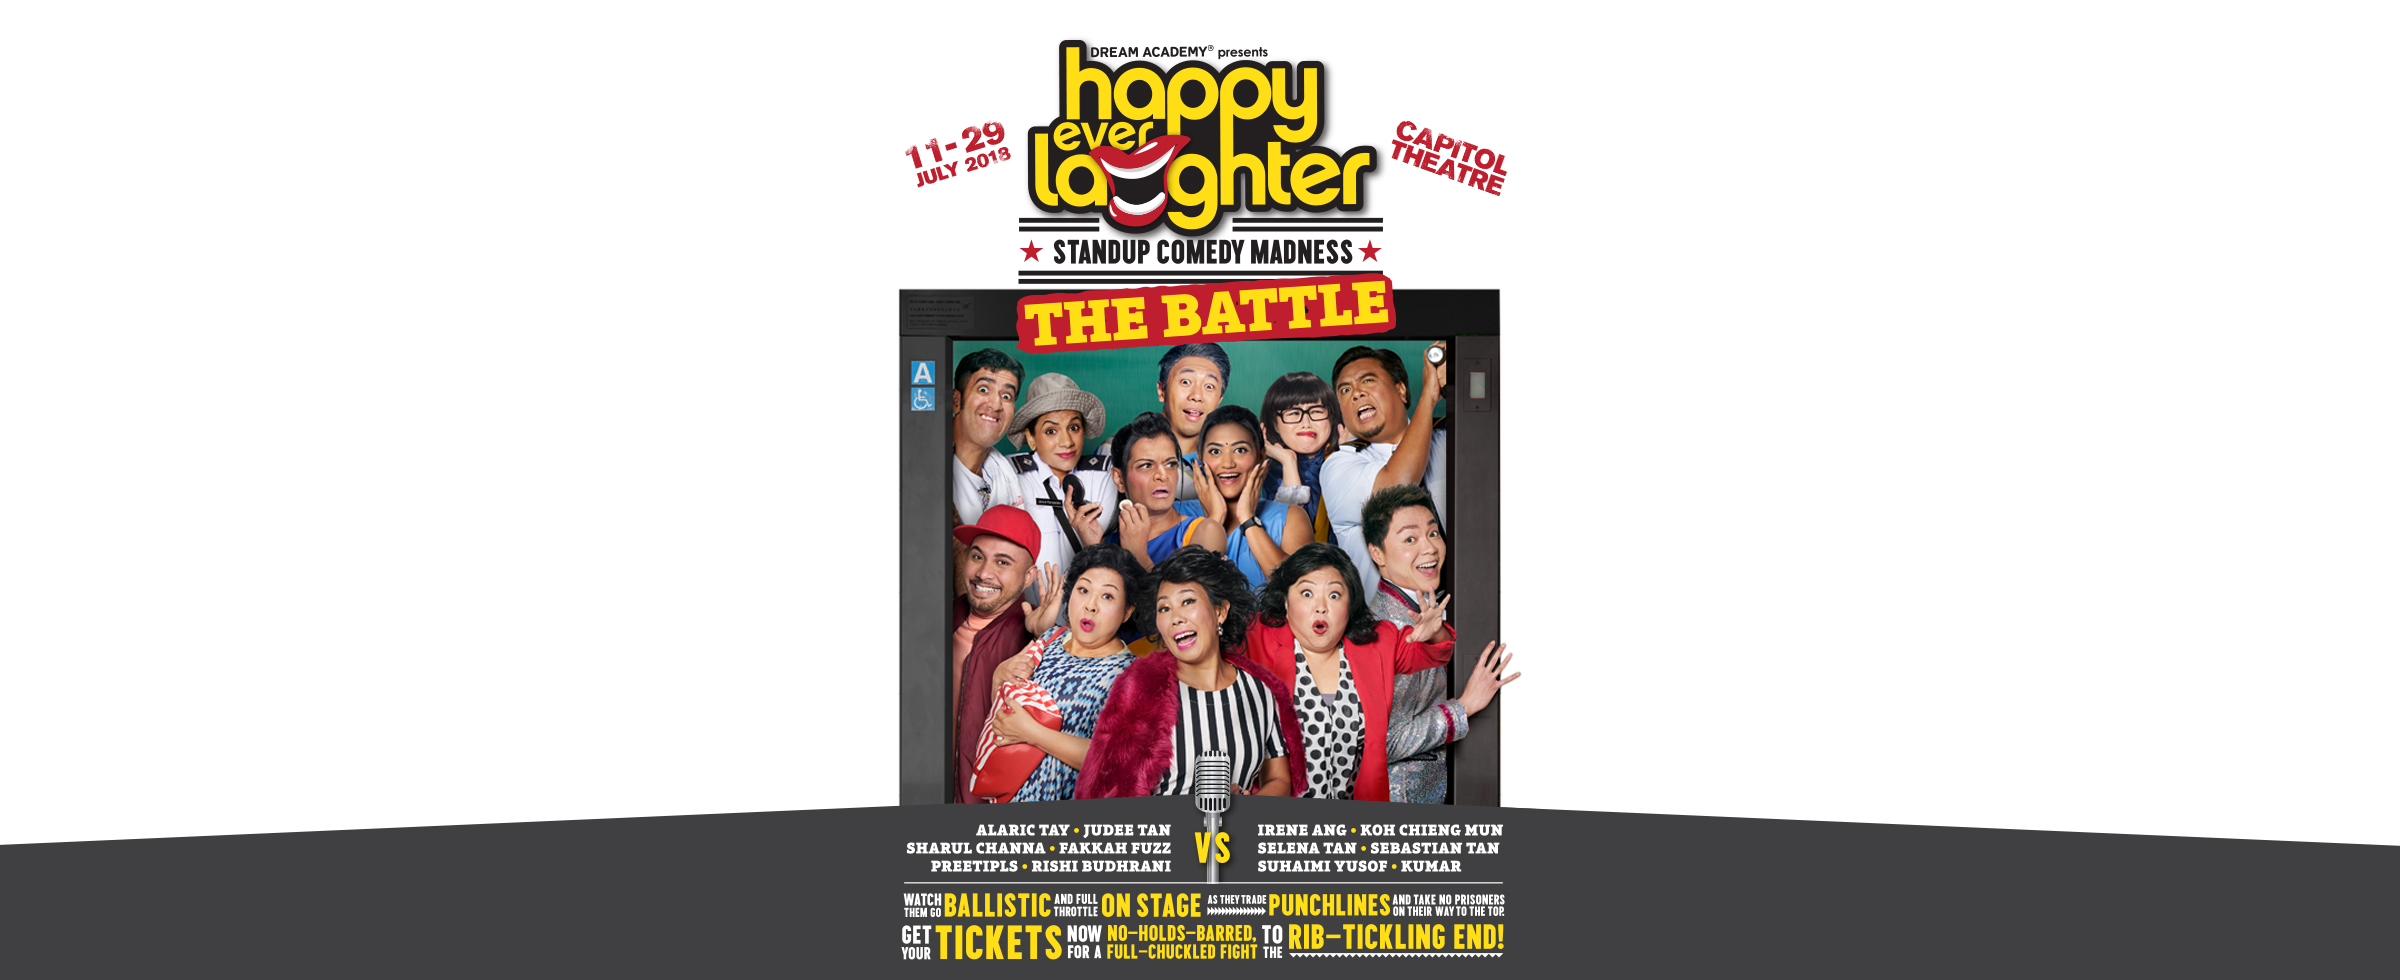 DREAM ACADEMY® presents
happy
ever
laughter
11-29
JULY 2018
CAPITOL
THEATRE
★ STANDUP COMEDY MADNESS ★
THE BATTLE
A
ALARIC TAY • JUDEE TAN
SHARUL CHANNA • FAKKAH FUZZ
PREETIPLS • RISHI BUDHRANI
VS
IRENE ANG • KOH CHIENG MUN
SELENA TAN • SEBASTIAN TAN
SUHAIMI YUSOF • KUMAR
WATCH THEM GO BALLISTIC AND FULL THROTTLE ON STAGE AS THEY TRADE PUNCHLINES AND TAKE NO PRISONERS ON THEIR WAY TO THE TOP.
GET YOUR TICKETS NOW FOR A NO-HOLDS-BARRED, FULL-CHUCKLED FIGHT TO THE RIB-TICKLING END!